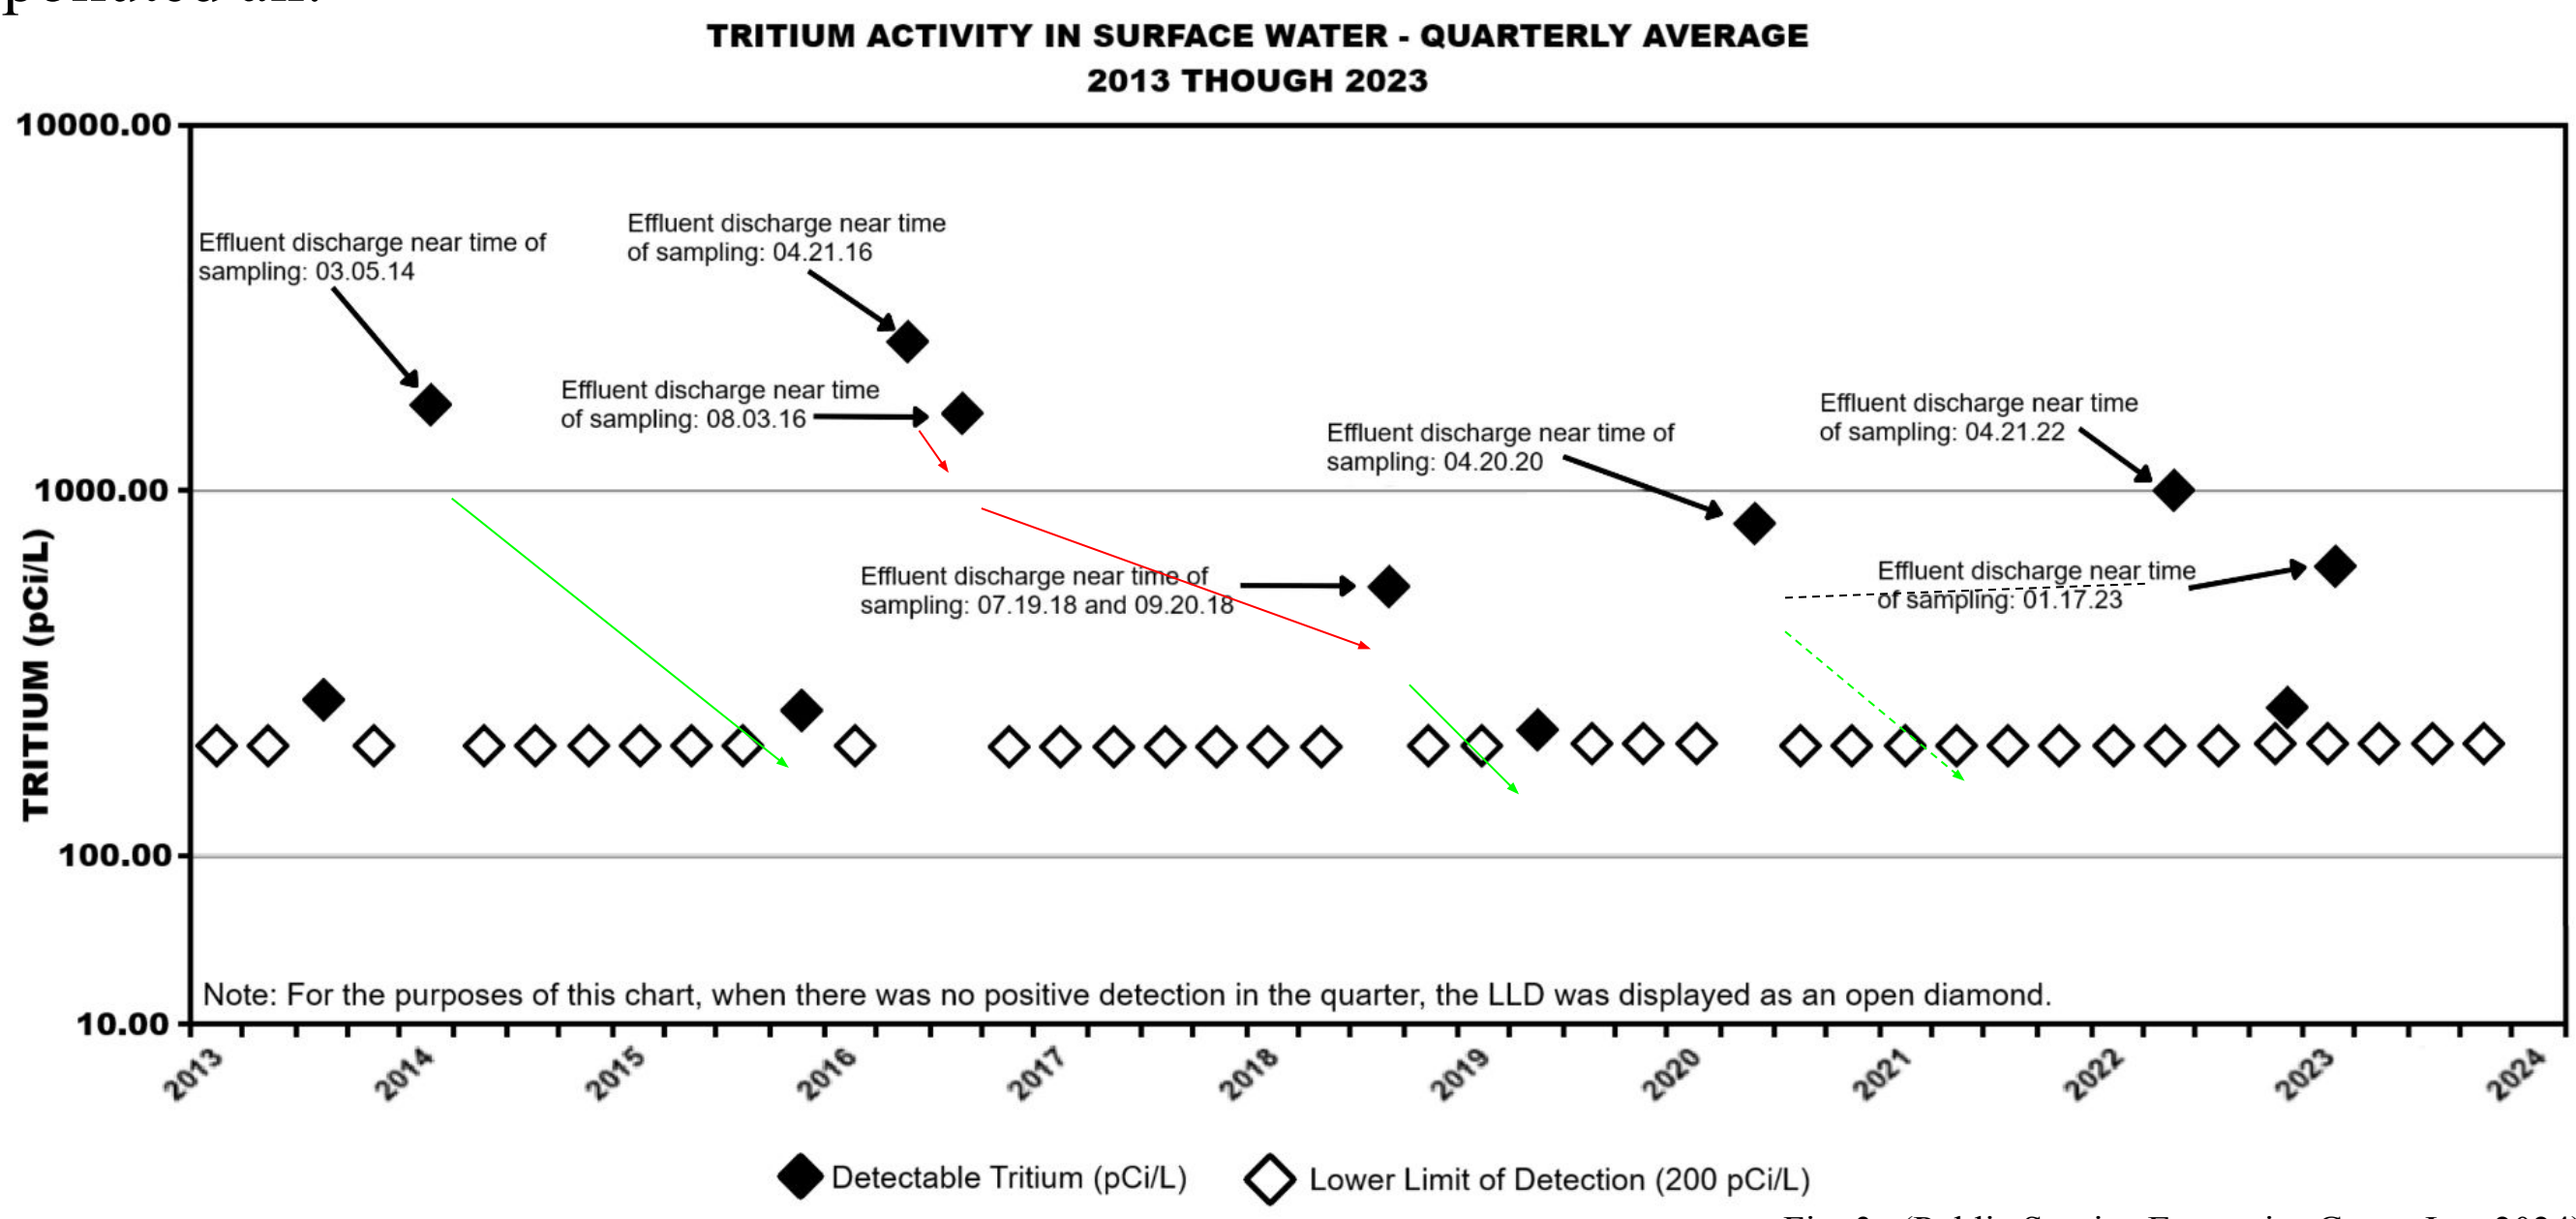 TRITIUM ACTIVITY IN SURFACE WATER - QUARTERLY AVERAGE
2013 THOUGH 2023
10000.00
1000.00
100.00
10.00
TRITIUM (pCi/L)
Effluent discharge near time of
sampling: 03.05.14
Effluent discharge near time
of sampling: 04.21.16
Effluent discharge near time
of sampling: 08.03.16
Effluent discharge near time of
sampling: 07.19.18 and 09.20.18
Effluent discharge near time of
sampling: 04.20.20
Effluent discharge near time
of sampling: 04.21.22
Effluent discharge near time
of sampling: 01.17.23
Note: For the purposes of this chart, when there was no positive detection in the quarter, the LLD was displayed as an open diamond.
2013
2014
2015
2016
2017
2018
2019
2020
2021
2022
2023
2024
Detectable Tritium (pCi/L)
Lower Limit of Detection (200 pCi/L)